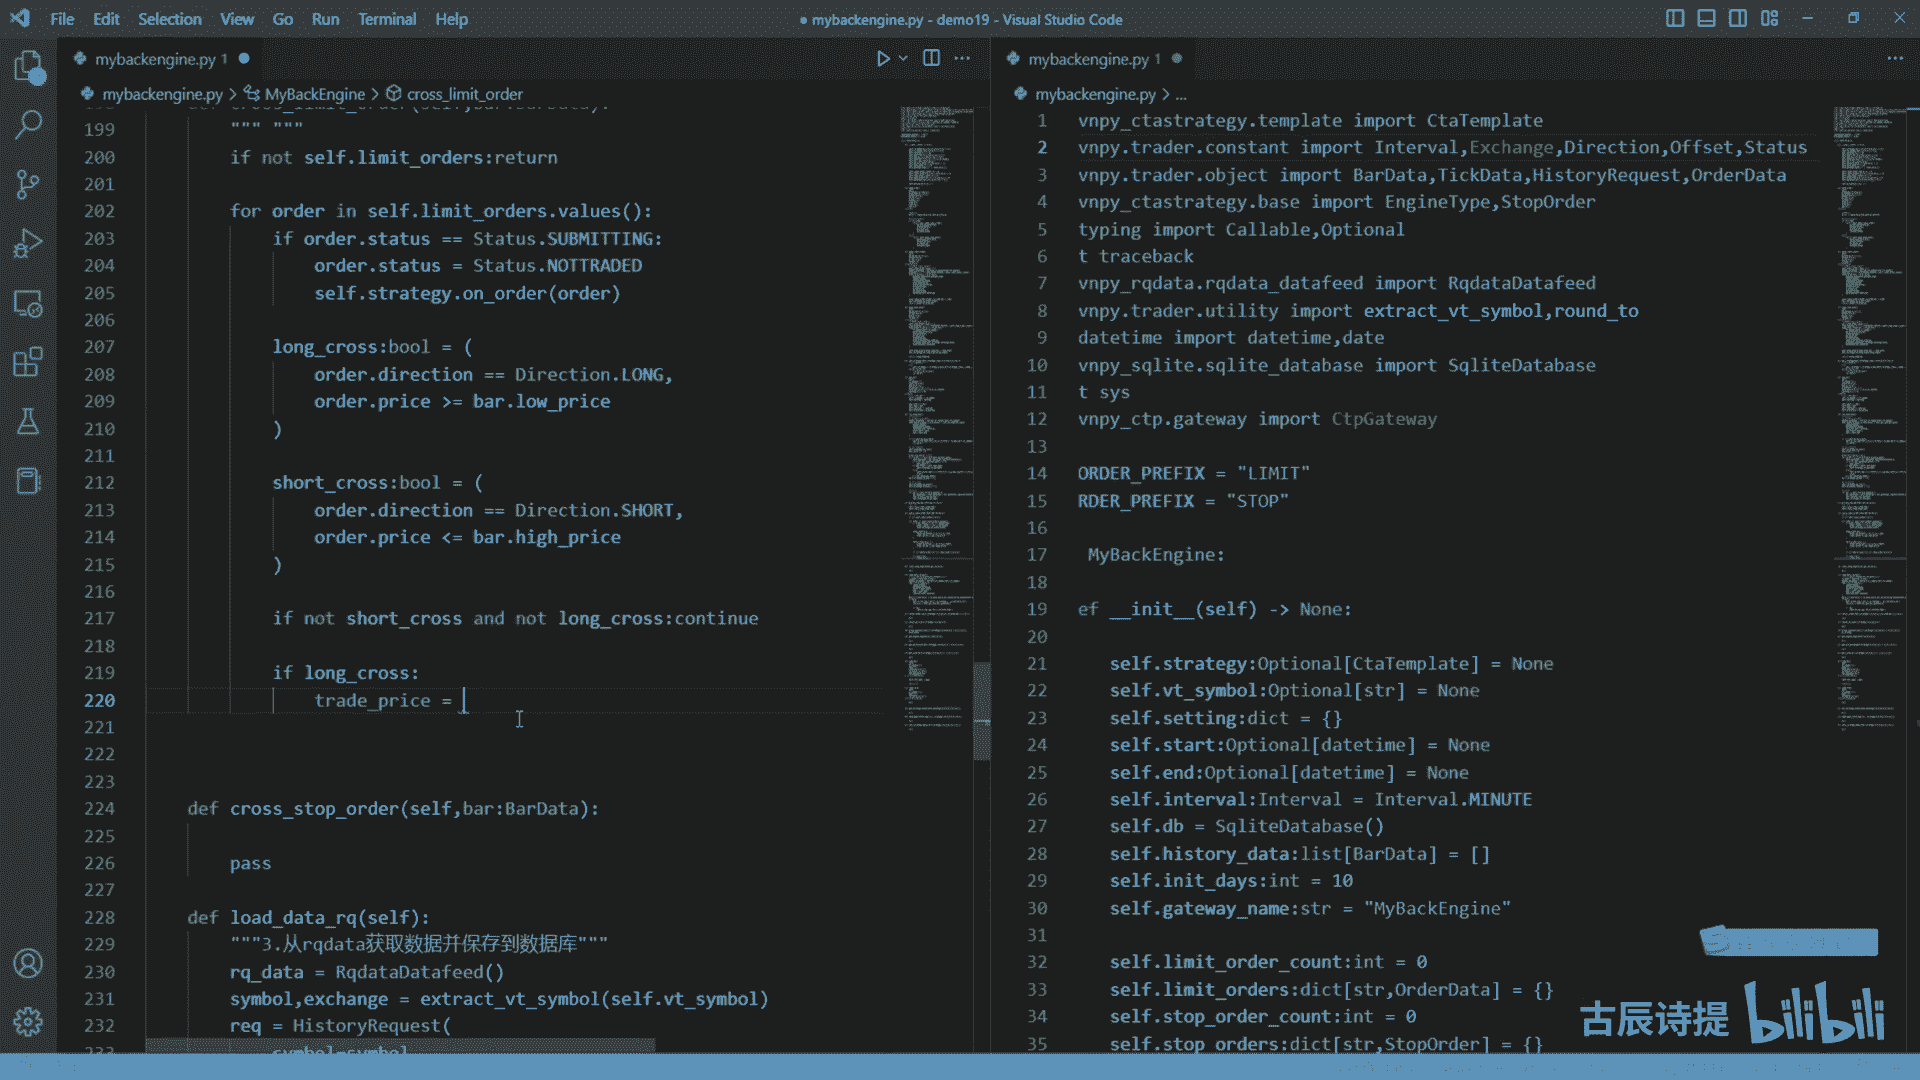 File Edit Selection View Go Run Terminal Help
● mybackengine.py - demo19 - Visual Studio Code
mybackengine.py 1 ●
mybackengine.py > MyBackEngine > cross_limit_order
199 """ """
200 if not self.limit_orders:return
201
202 for order in self.limit_orders.values():
203 if order.status == Status.SUBMITTING:
204 order.status = Status.NOTTRADED
205 self.strategy.on_order(order)
206
207 long_cross:bool = (
208 order.direction == Direction.LONG,
209 order.price >= bar.low_price
210 )
211
212 short_cross:bool = (
213 order.direction == Direction.SHORT,
214 order.price <= bar.high_price
215 )
216
217 if not short_cross and not long_cross:continue
218
219 if long_cross:
220 trade_price =
221
222
223
224 def cross_stop_order(self,bar:BarData):
225
226 pass
227
228 def load_data_rq(self):
229 """3.从rqdata获取数据并保存到数据库"""
230 rq_data = RqdataDatafeed()
231 symbol,exchange = extract_vt_symbol(self.vt_symbol)
232 req = HistoryRequest(
mybackengine.py 1 ●
mybackengine.py > ...
1 vnpy_ctastrategy.template import CtaTemplate
2 vnpy.trader.constant import Interval,Exchange,Direction,Offset,Status
3 vnpy.trader.object import BarData,TickData,HistoryRequest,OrderData
4 vnpy_ctastrategy.base import EngineType,StopOrder
5 typing import Callable,Optional
6 t traceback
7 vnpy_rqdata.rqdata_datafeed import RqdataDatafeed
8 vnpy.trader.utility import extract_vt_symbol,round_to
9 datetime import datetime,date
10 vnpy_sqlite.sqlite_database import SqliteDatabase
11 t sys
12 vnpy_ctp.gateway import CtpGateway
13
14 ORDER_PREFIX = "LIMIT"
15 RDER_PREFIX = "STOP"
16
17 MyBackEngine:
18
19 ef __init__(self) -> None:
20
21 self.strategy:Optional[CtaTemplate] = None
22 self.vt_symbol:Optional[str] = None
23 self.setting:dict = {}
24 self.start:Optional[datetime] = None
25 self.end:Optional[datetime] = None
26 self.interval:Interval = Interval.MINUTE
27 self.db = SqliteDatabase()
28 self.history_data:list[BarData] = []
29 self.init_days:int = 10
30 self.gateway_name:str = "MyBackEngine"
31
32 self.limit_order_count:int = 0
33 self.limit_orders:dict[str,OrderData] = {}
34 self.stop_order_count:int = 0
35 self.stop_orders:dict[str,StopOrder] = {}
古辰诗提 bilibili